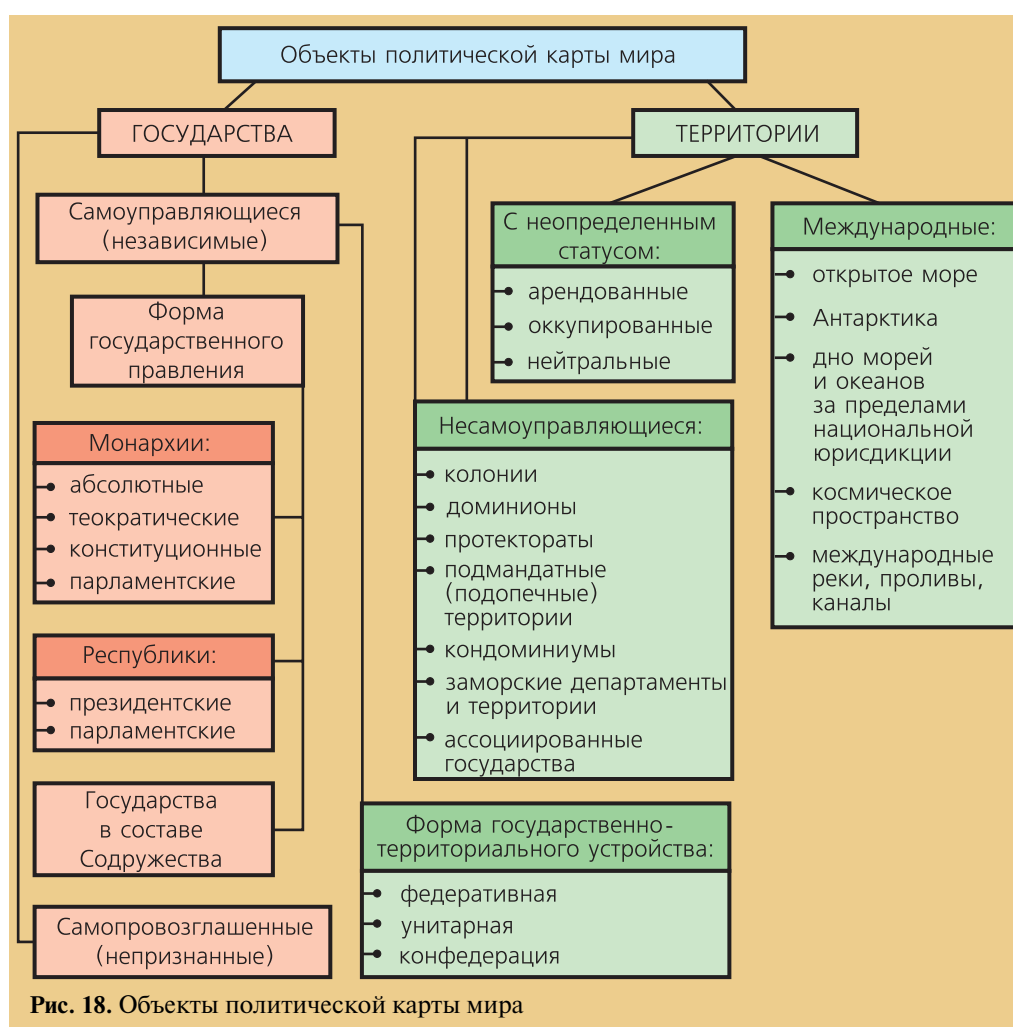 Объекты политической карты мира
ГОСУДАРСТВА
Самоуправляющиеся
(независимые)
Форма
государственного
правления
Монархии:
абсолютные
теократические
конституционные
парламентские
Республики:
президентские
парламентские
Государства
в составе
Содружества
Самопровозглашенные
(непризнанные)
ТЕРРИТОРИИ
С неопределенным
статусом:
арендованные
оккупированные
нейтральные
Международные:
открытое море
Антарктика
дно морей
и океанов
за пределами
национальной
юрисдикции
космическое
пространство
международные
реки, проливы,
каналы
Несамоуправляющиеся:
колонии
доминионы
протектораты
подмандатные
(подопечные)
территории
кондоминиумы
заморские департаменты
и территории
ассоциированные
государства
Форма государственно-
территориального устройства:
федеративная
унитарная
конфедерация
Рис. 18. Объекты политической карты мира